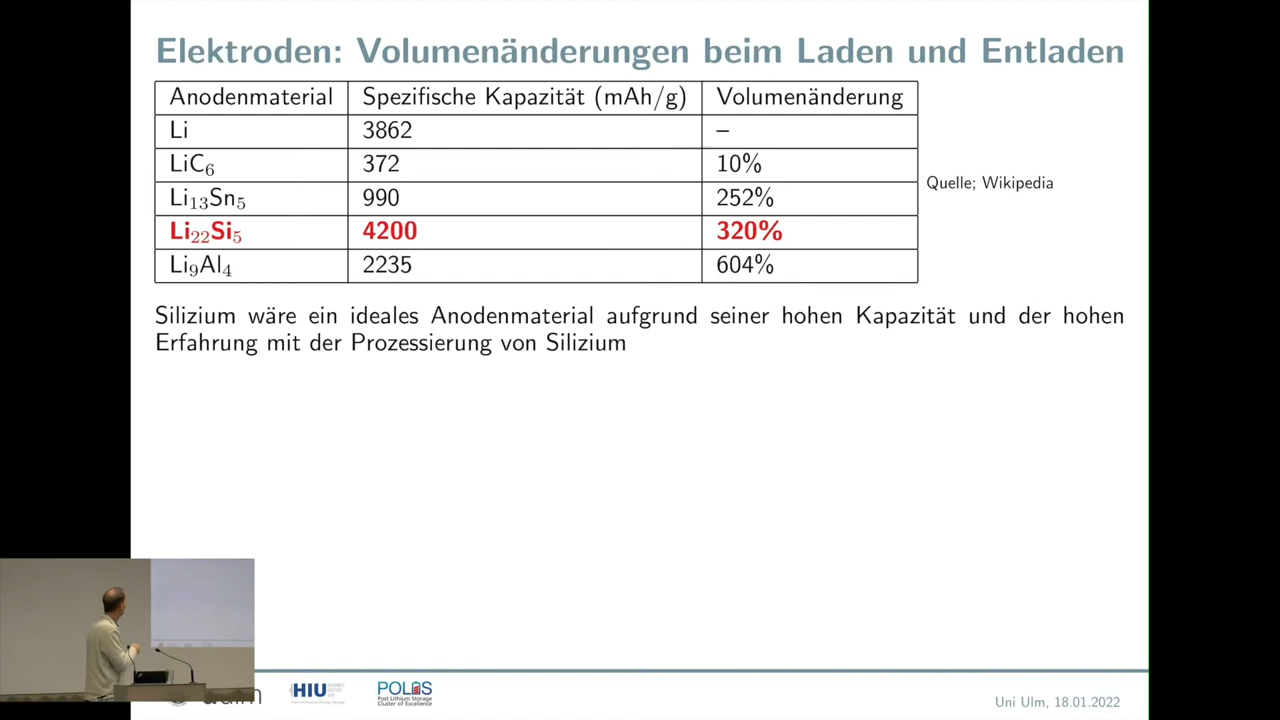 Elektroden: Volumenänderungen beim Laden und Entladen
Anodenmaterial Spezifische Kapazität (mAh/g) Volumenänderung
Li 3862 –
LiC₆ 372 10%
Li₁₃Sn₅ 990 252%
Li₂₂Si₅ 4200 320%
Li₉Al₄ 2235 604%
Quelle; Wikipedia
Silizium wäre ein ideales Anodenmaterial aufgrund seiner hohen Kapazität und der hohen
Erfahrung mit der Prozessierung von Silizium
HIU
POLiS
Post Lithium Storage
Cluster of Excellence
Uni Ulm, 18.01.2022